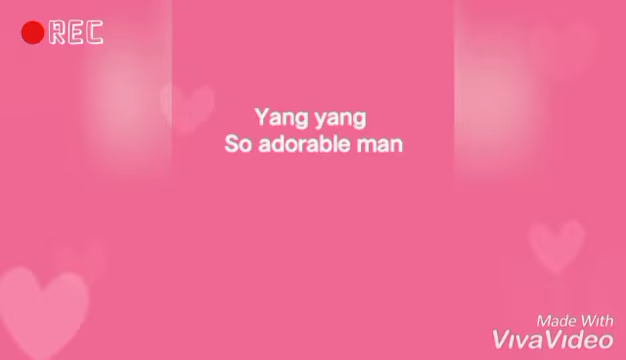 REC
Yang yang
So adorable man
Made With
VivaVideo